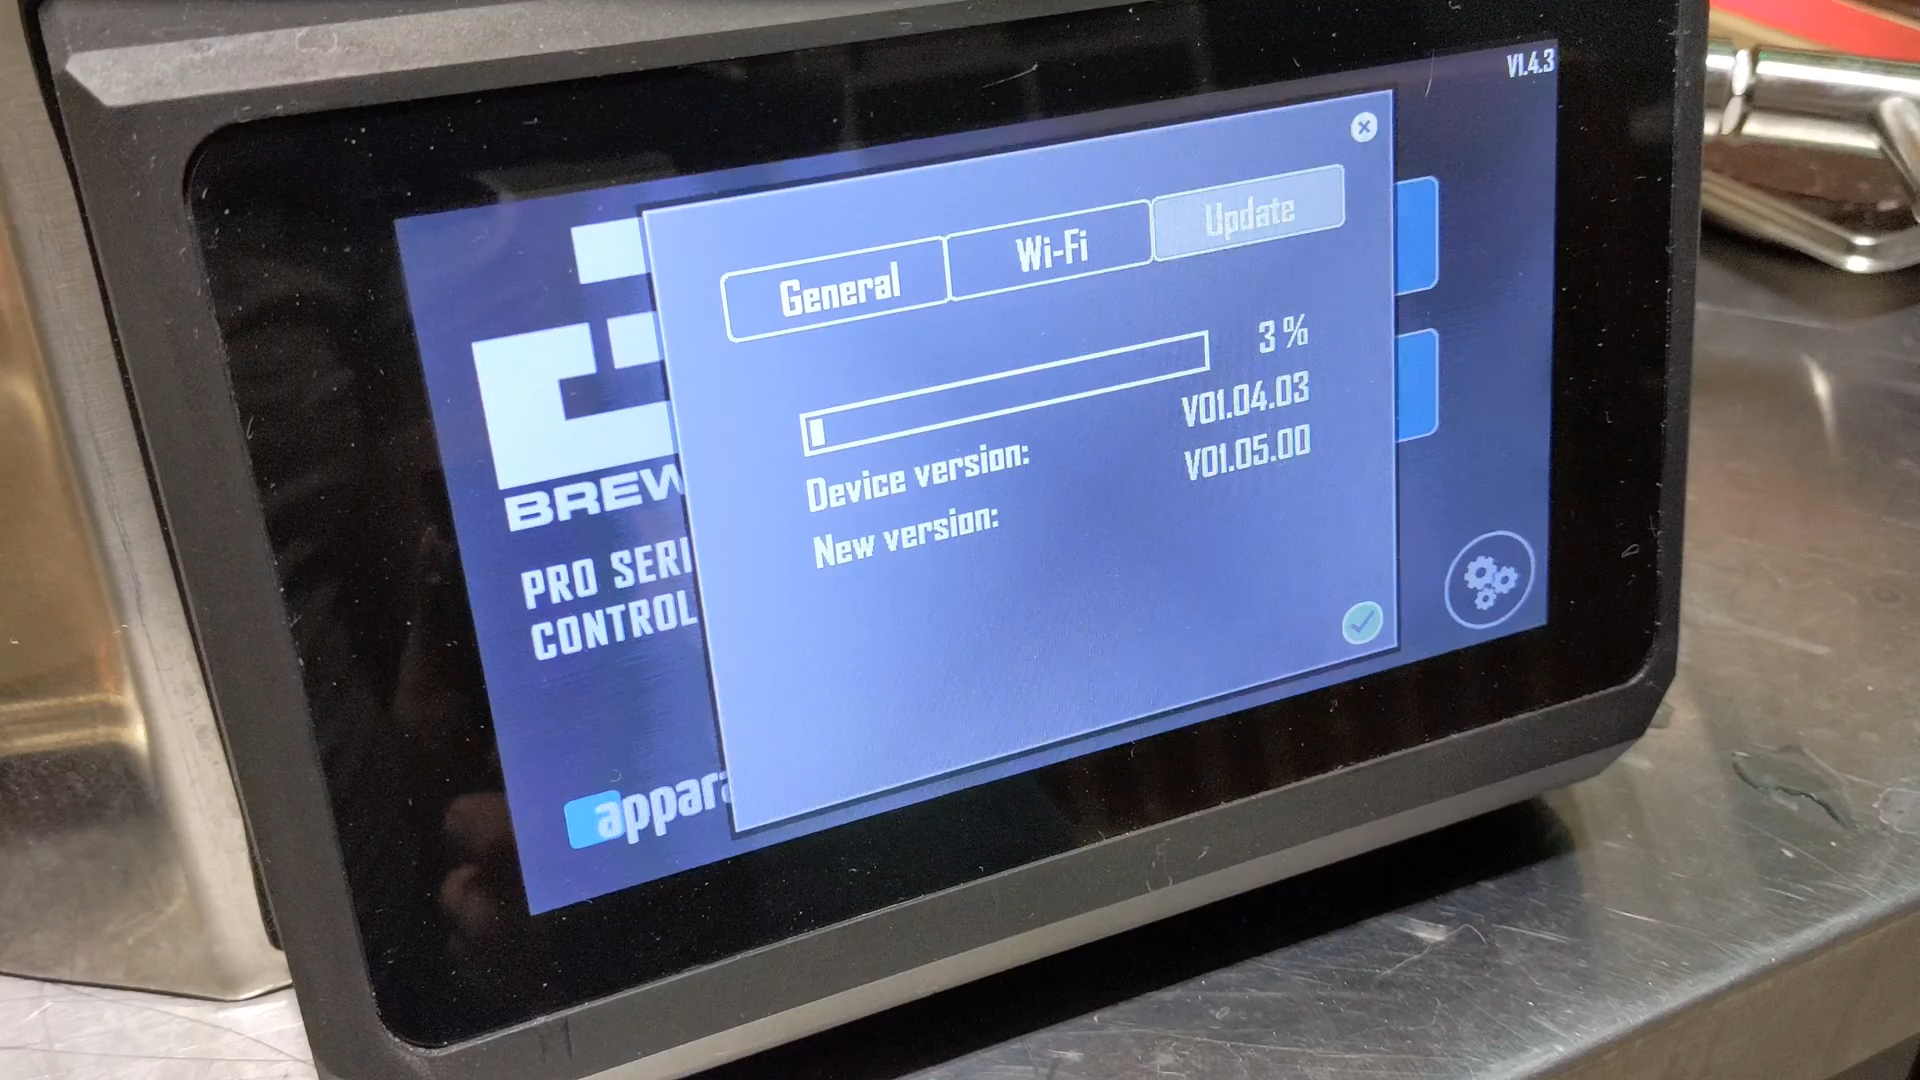 V1.4.3
General Wi-Fi Update
3 %
Device version: V01.04.03
New version: V01.05.00
BREW
PRO SERI
CONTROL
appara